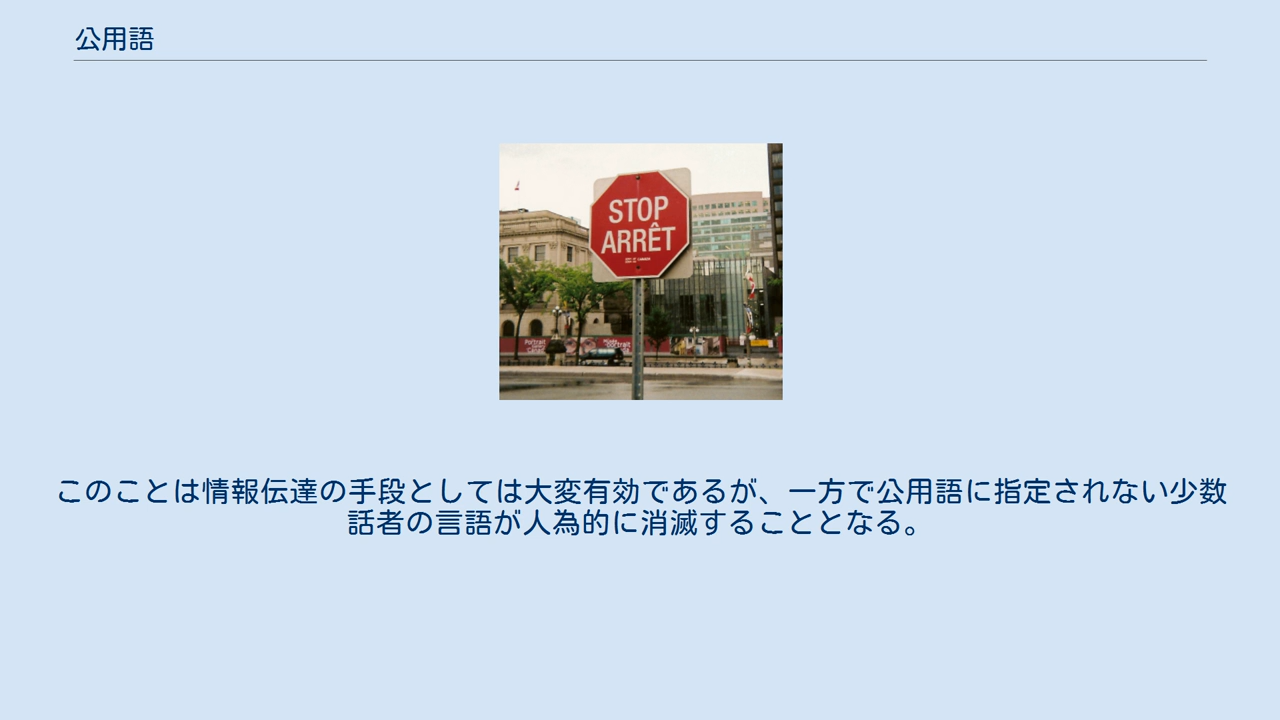 公用語
STOP
ARRÊT
Portrait
portrait
このことは情報伝達の手段としては大変有効であるが、一方で公用語に指定されない少数
話者の言語が人為的に消滅することとなる。